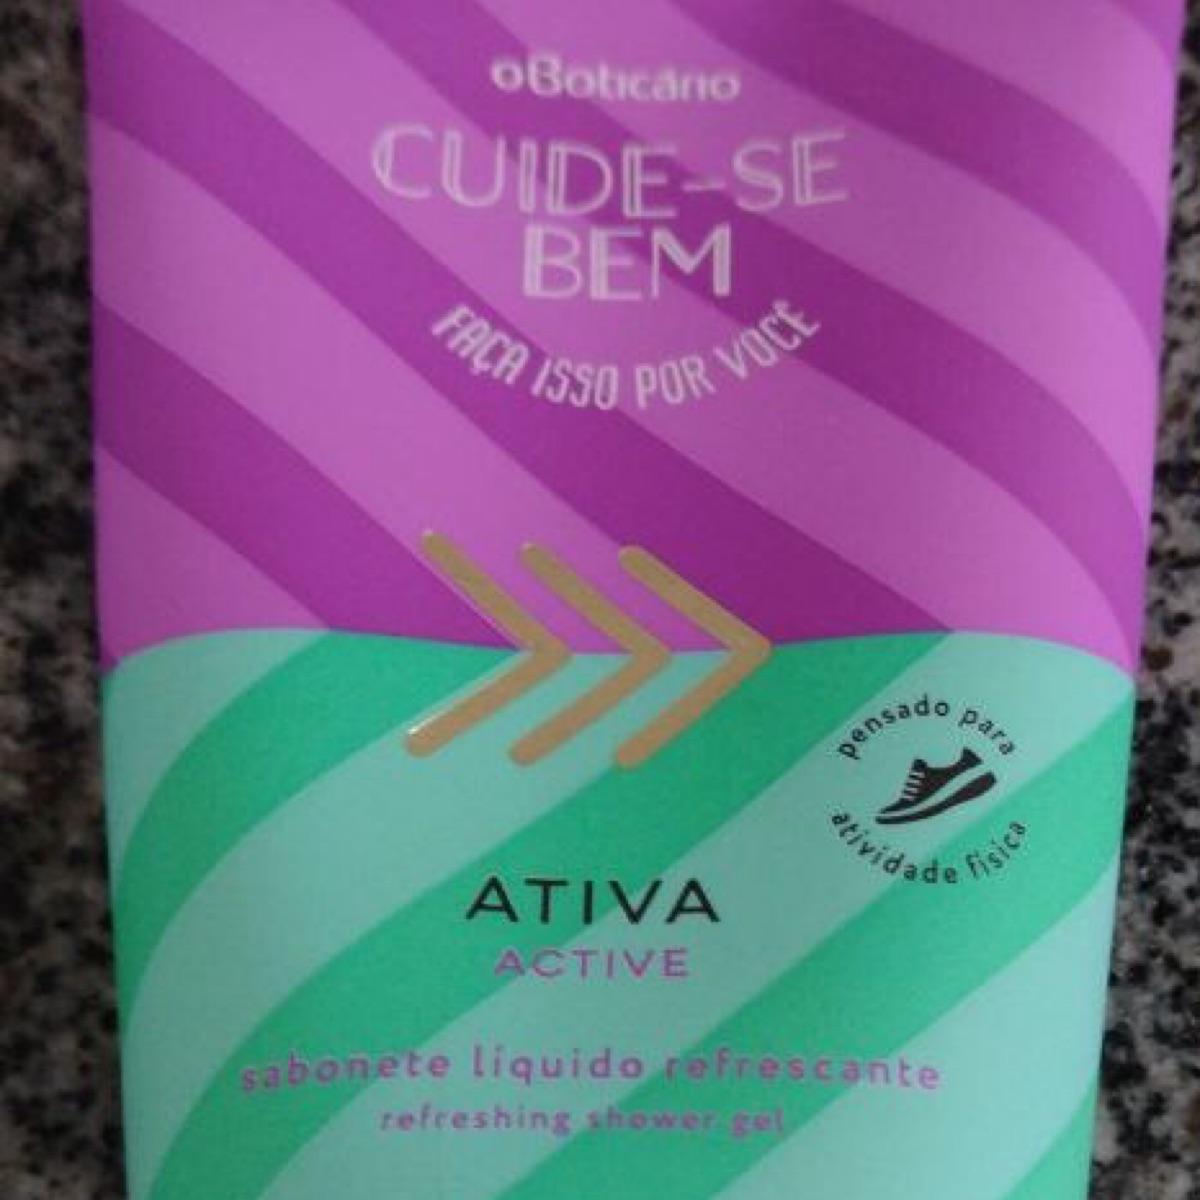 oBoticário
CUIDE-SE
BEM
FAÇA ISSO POR VOCÊ
pensado para
atividade física
ATIVA
ACTIVE
sabonete líquido refrescante
refreshing shower gel